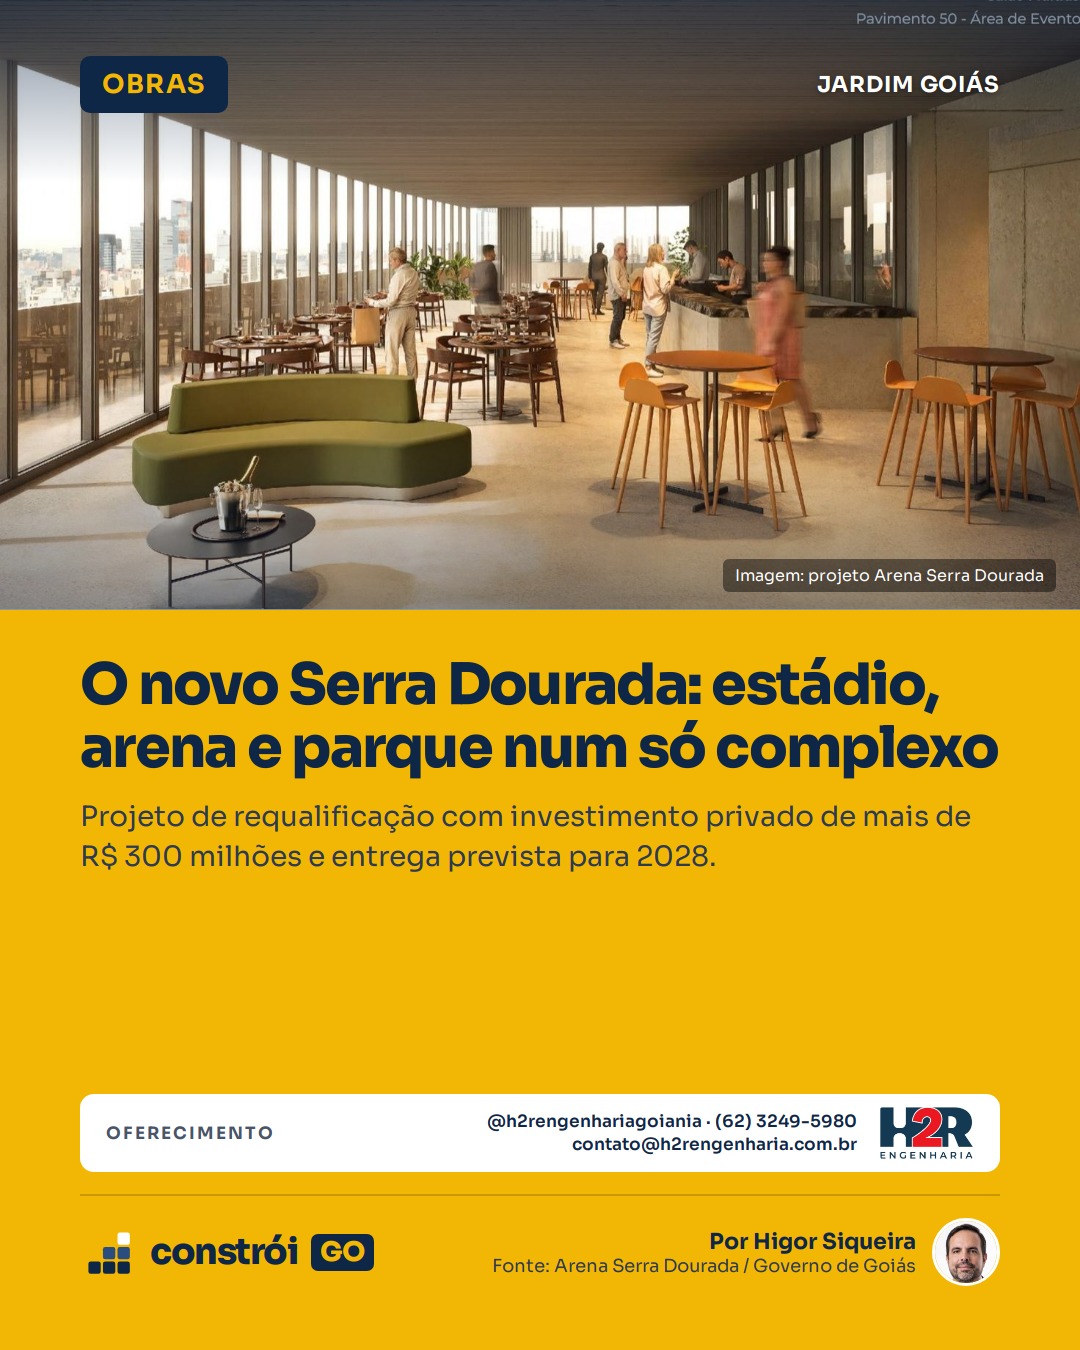 Pavimento 50 - Área de Evento
OBRAS
JARDIM GOIÁS
Imagem: projeto Arena Serra Dourada
O novo Serra Dourada: estádio,
arena e parque num só complexo
Projeto de requalificação com investimento privado de mais de
R$ 300 milhões e entrega prevista para 2028.
OFERECIMENTO
@h2rengenhariagoiania · (62) 3249-5980
contato@h2rengenharia.com.br
H2R
ENGENHARIA
constrói GO
Por Higor Siqueira
Fonte: Arena Serra Dourada / Governo de Goiás